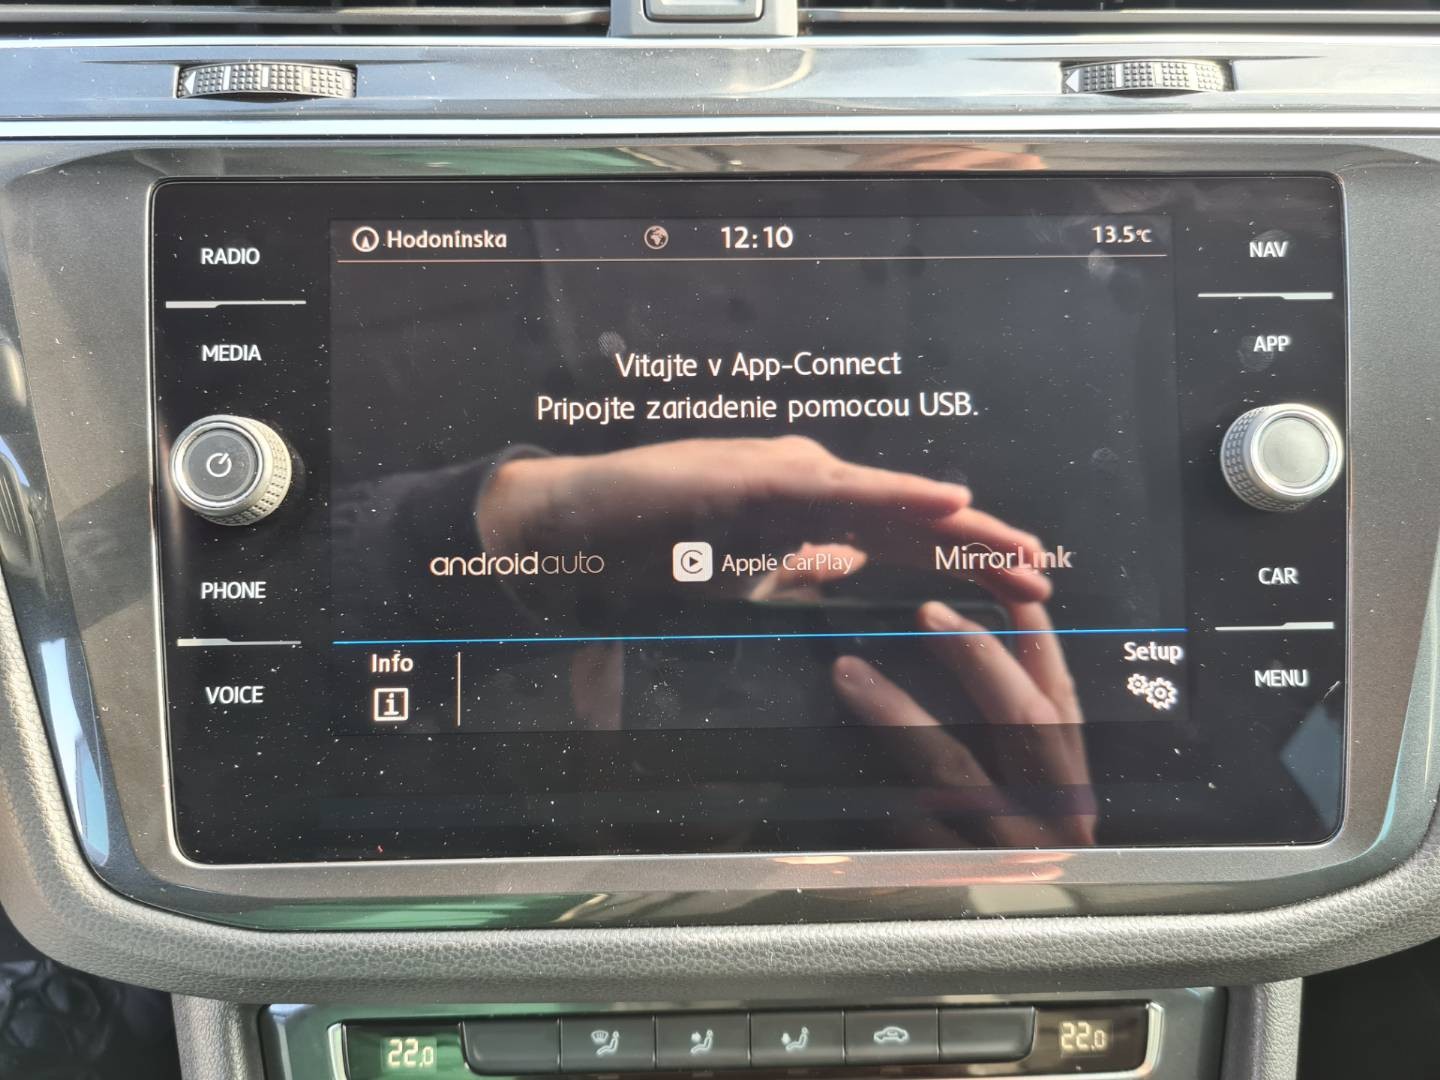 RADIO
MEDIA
PHONE
VOICE
Hodonínska
12:10
13.5°C
Vitajte v App-Connect
Pripojte zariadenie pomocou USB.
androidauto
Apple CarPlay
MirrorLink
Info
i
Setup
NAV
APP
CAR
MENU
22.0
22.0